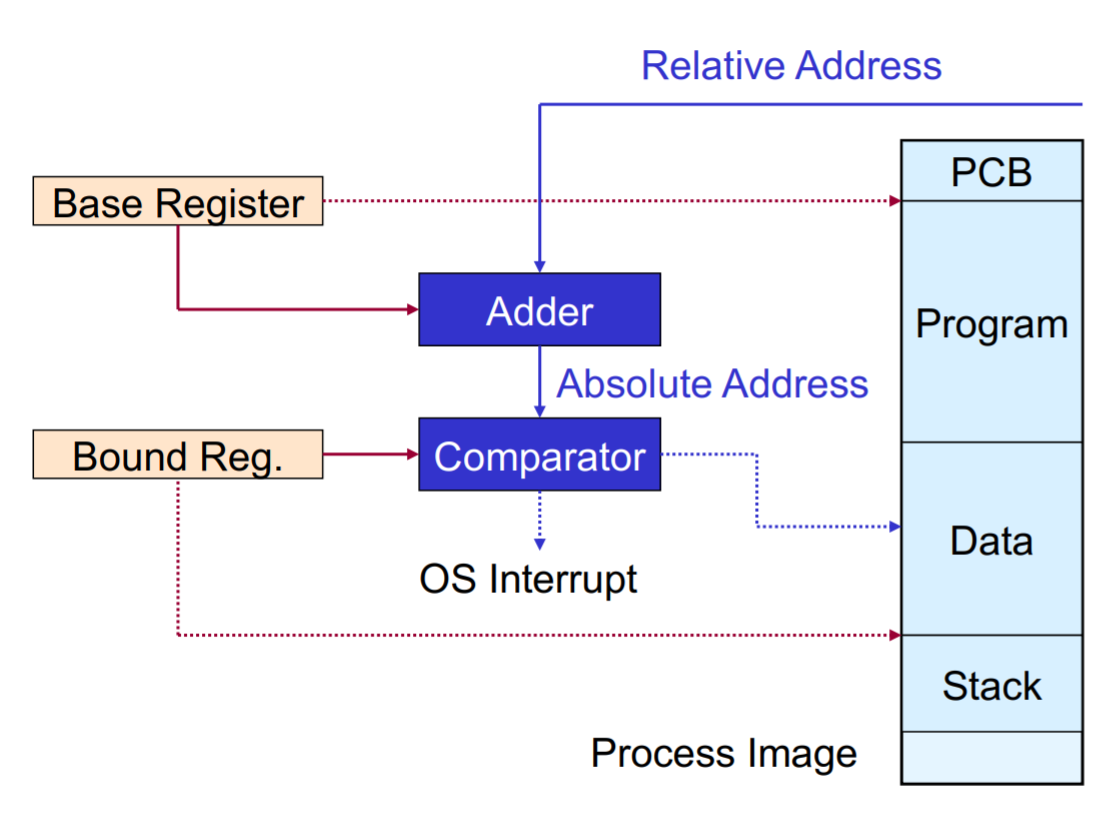 Relative Address
PCB
Base Register
Adder
Program
Absolute Address
Bound Reg.
Comparator
Data
OS Interrupt
Stack
Process Image